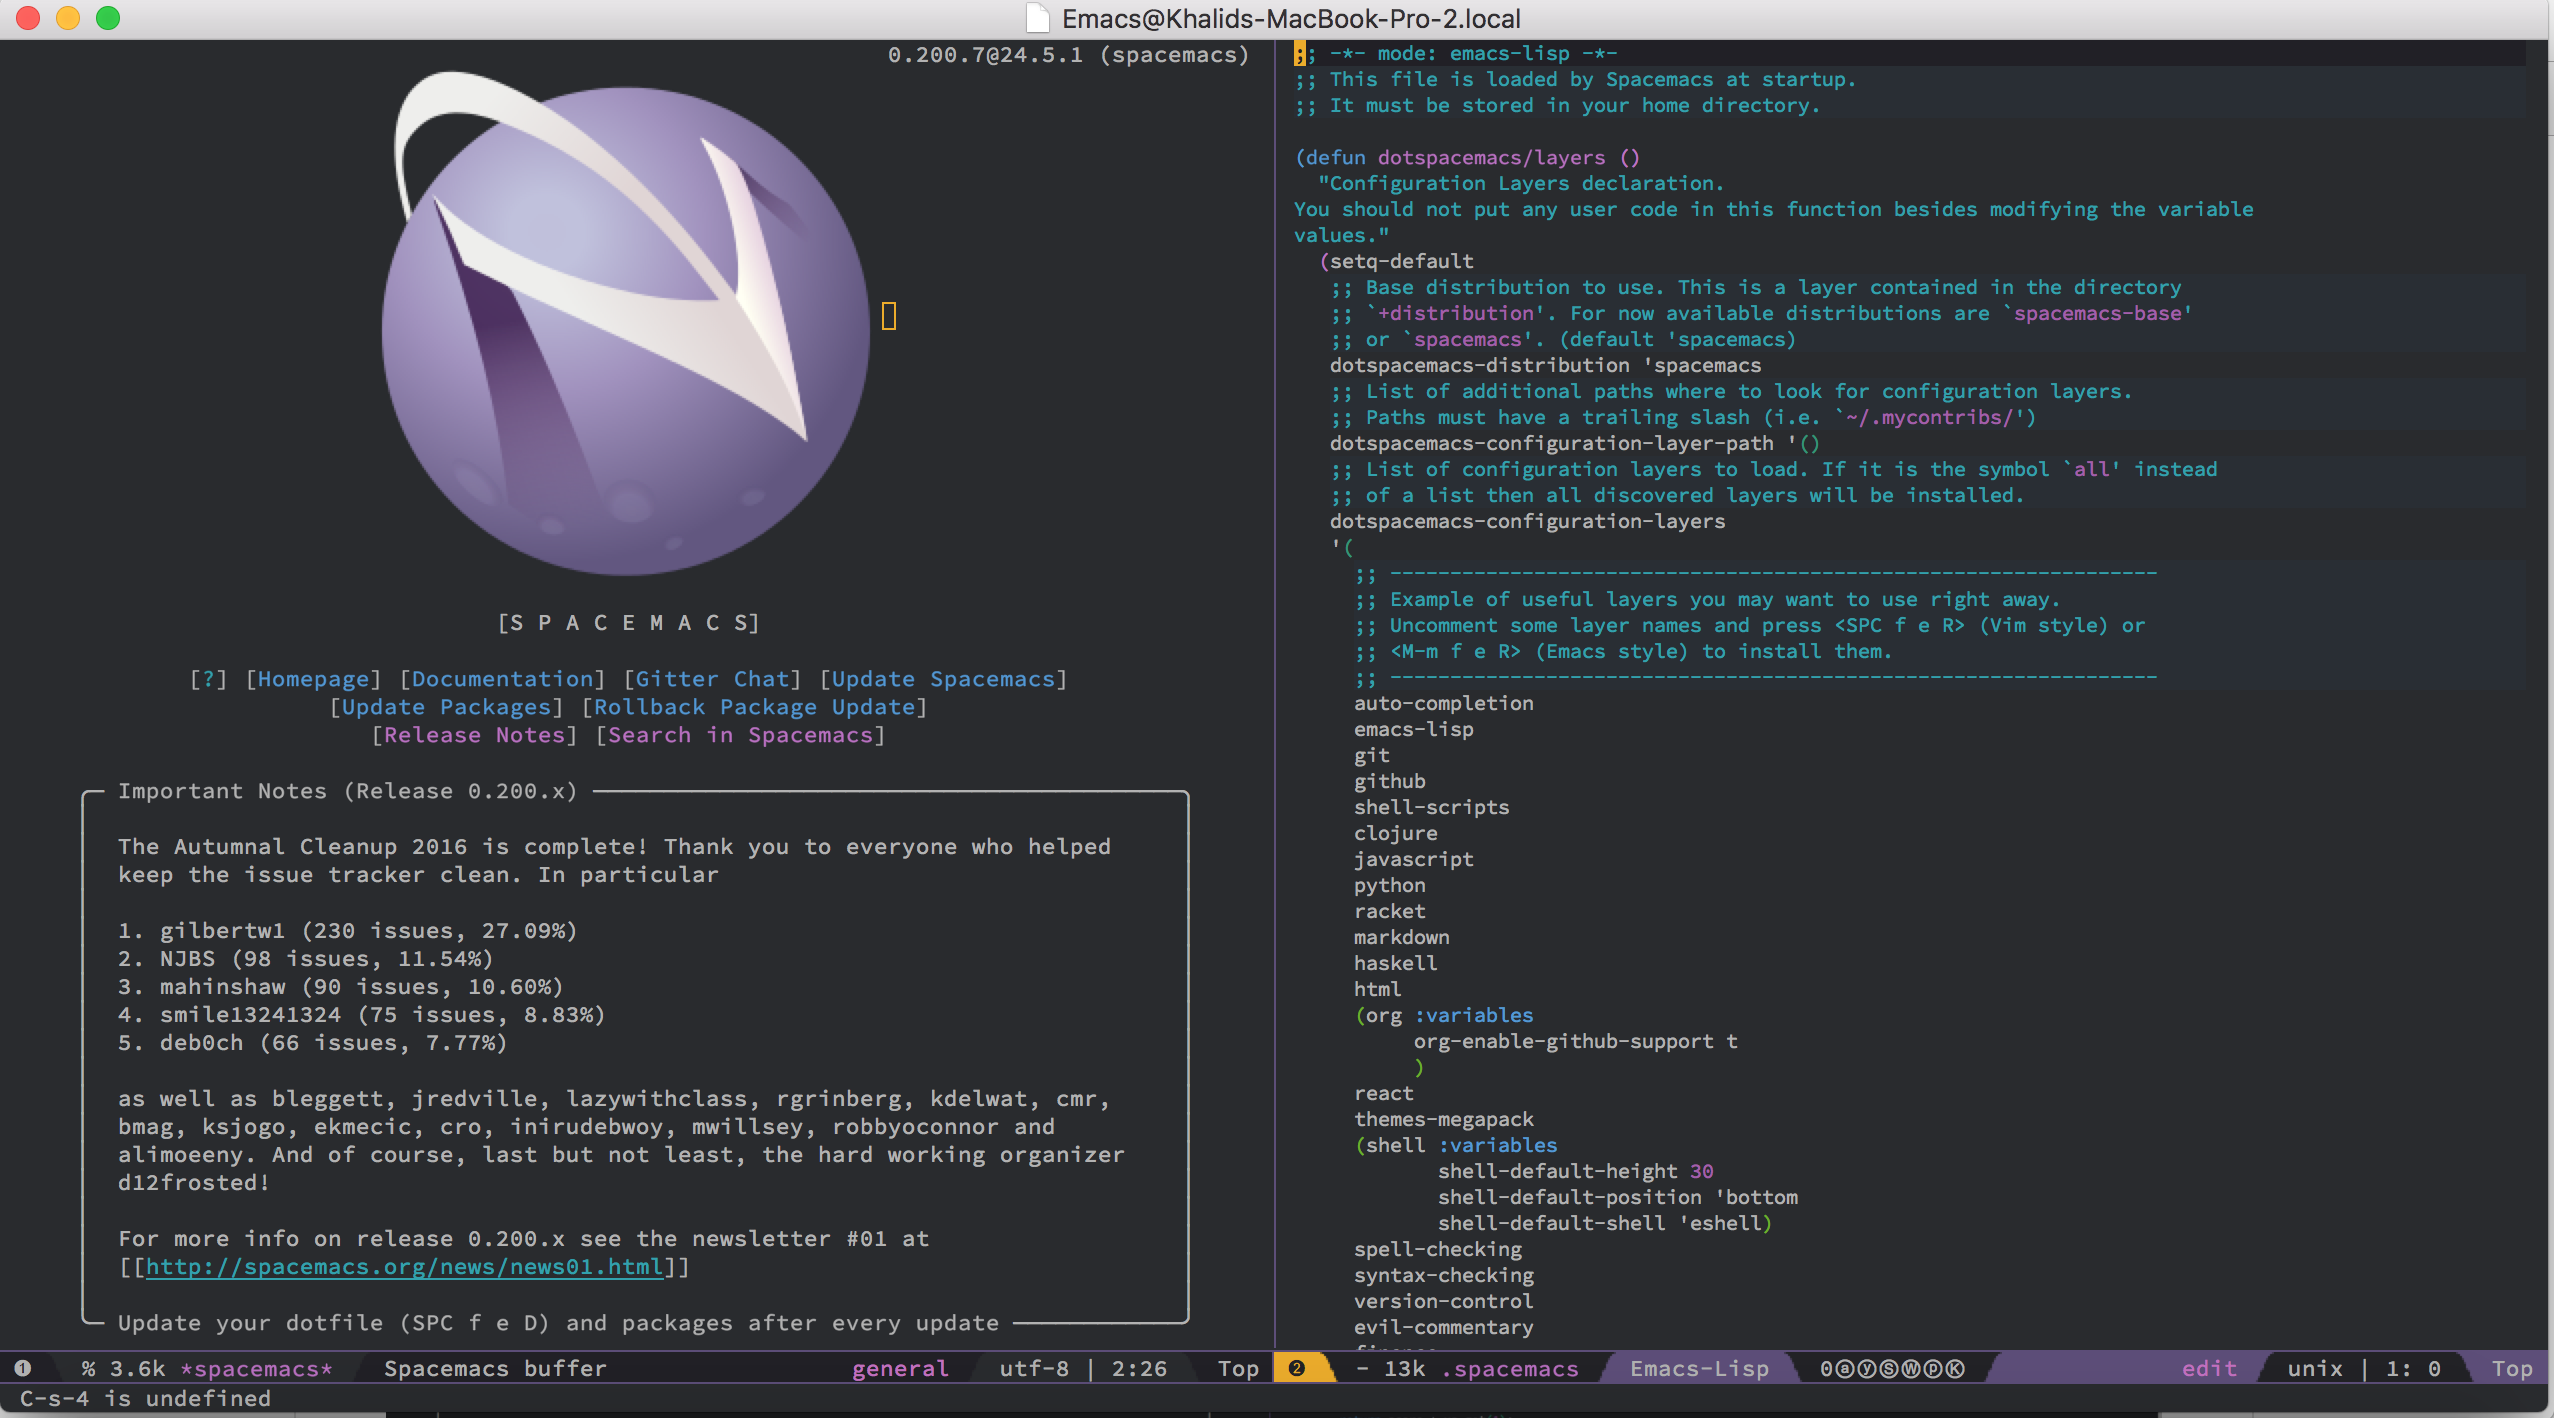 Emacs@Khalids-MacBook-Pro-2.local
0.200.7@24.5.1 (spacemacs)
[S P A C E M A C S]
[?] [Homepage] [Documentation] [Gitter Chat] [Update Spacemacs]
[Update Packages] [Rollback Package Update]
[Release Notes] [Search in Spacemacs]
Important Notes (Release 0.200.x)
The Autumnal Cleanup 2016 is complete! Thank you to everyone who helped
keep the issue tracker clean. In particular
1. gilbertw1 (230 issues, 27.09%)
2. NJBS (98 issues, 11.54%)
3. mahinshaw (90 issues, 10.60%)
4. smile13241324 (75 issues, 8.83%)
5. deb0ch (66 issues, 7.77%)
as well as bleggett, jredville, lazywithclass, rgrinberg, kdelwat, cmr,
bmag, ksjogo, ekmecic, cro, inirudebwoy, mwillsey, robbyoconnor and
alimoeeny. And of course, last but not least, the hard working organizer
d12frosted!
For more info on release 0.200.x see the newsletter #01 at
[[http://spacemacs.org/news/news01.html]]
Update your dotfile (SPC f e D) and packages after every update
❶ % 3.6k *spacemacs* Spacemacs buffer general utf-8 | 2:26 Top
;; -*- mode: emacs-lisp -*-
;; This file is loaded by Spacemacs at startup.
;; It must be stored in your home directory.
(defun dotspacemacs/layers ()
"Configuration Layers declaration.
You should not put any user code in this function besides modifying the variable
values."
(setq-default
;; Base distribution to use. This is a layer contained in the directory
;; `+distribution'. For now available distributions are `spacemacs-base'
;; or `spacemacs'. (default 'spacemacs)
dotspacemacs-distribution 'spacemacs
;; List of additional paths where to look for configuration layers.
;; Paths must have a trailing slash (i.e. `~/.mycontribs/')
dotspacemacs-configuration-layer-path '()
;; List of configuration layers to load. If it is the symbol `all' instead
;; of a list then all discovered layers will be installed.
dotspacemacs-configuration-layers
'(
;; ----------------------------------------------------------------
;; Example of useful layers you may want to use right away.
;; Uncomment some layer names and press <SPC f e R> (Vim style) or
;; <M-m f e R> (Emacs style) to install them.
;; ----------------------------------------------------------------
auto-completion
emacs-lisp
git
github
shell-scripts
clojure
javascript
python
racket
markdown
haskell
html
(org :variables
org-enable-github-support t
)
react
themes-megapack
(shell :variables
shell-default-height 30
shell-default-position 'bottom
shell-default-shell 'eshell)
spell-checking
syntax-checking
version-control
evil-commentary
❷ - 13k .spacemacs Emacs-Lisp 0ⓐⓨⓢⓌⓟⓀ edit unix | 1: 0 Top
C-s-4 is undefined